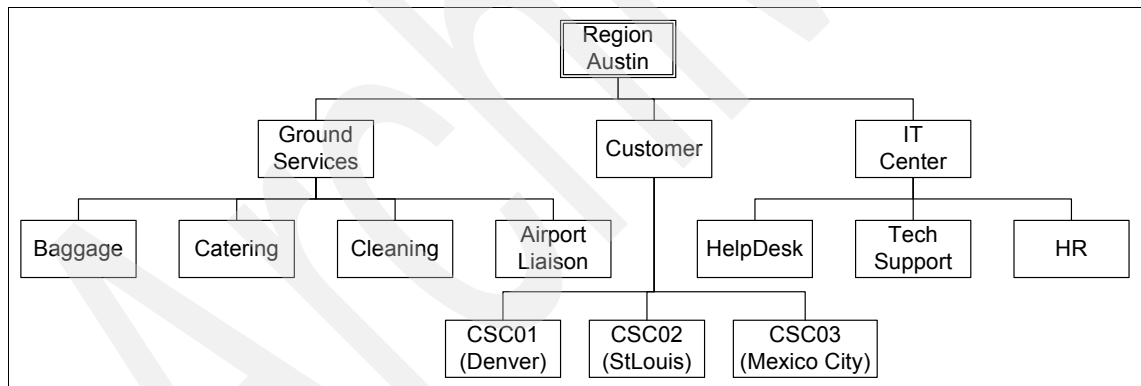 Region
Austin
Ground
Services
Customer
IT
Center
Baggage
Catering
Cleaning
Airport
Liaison
HelpDesk
Tech
Support
HR
CSC01
(Denver)
CSC02
(StLouis)
CSC03
(Mexico City)